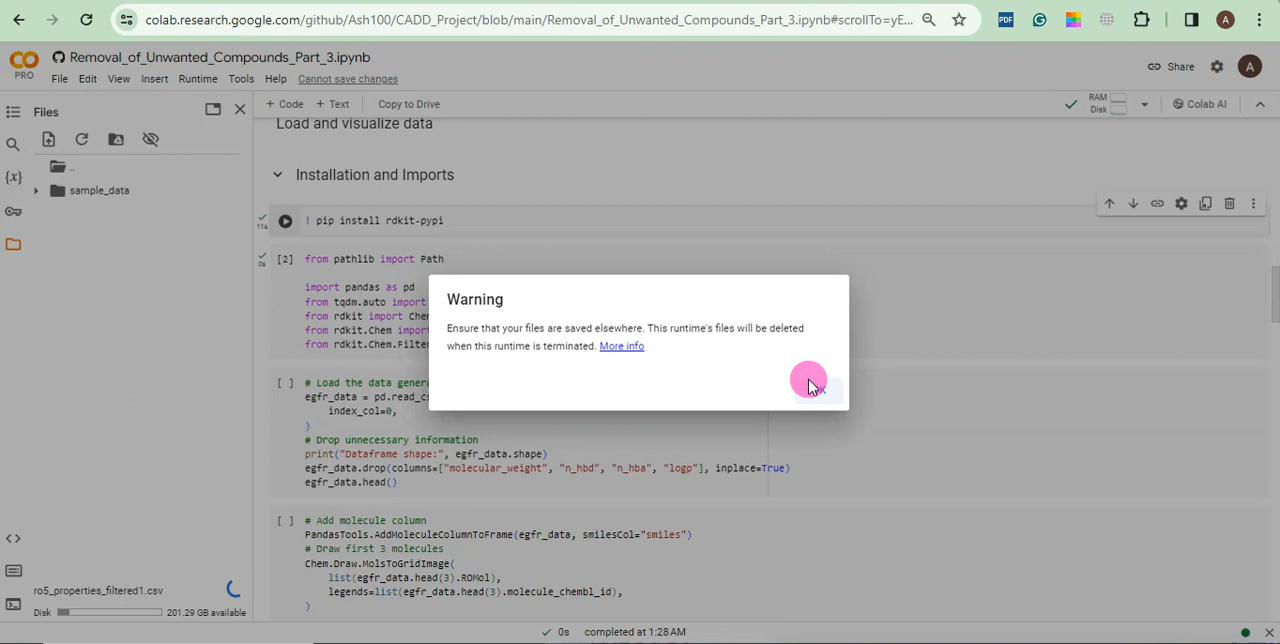 colab.research.google.com/github/Ash100/CADD_Project/blob/main/Removal_of_Unwanted_Compounds_Part_3.ipynb#scrollTo=yE...
PDF
A
Removal_of_Unwanted_Compounds_Part_3.ipynb
PRO
File Edit View Insert Runtime Tools Help Cannot save changes
Share
A
Files
+ Code + Text Copy to Drive
RAM
Disk
Colab AI
Load and visualize data
..
sample_data
{x}
Installation and Imports
11s
! pip install rdkit-pypi
0s
[2] from pathlib import Path
import pandas as pd
from tqdm.auto import
from rdkit import Chem
from rdkit.Chem import
from rdkit.Chem.Filter
Warning
Ensure that your files are saved elsewhere. This runtime's files will be deleted
when this runtime is terminated. More info
[ ] # Load the data genera
egfr_data = pd.read_cs
index_col=0,
)
# Drop unnecessary information
print("Dataframe shape:", egfr_data.shape)
egfr_data.drop(columns=["molecular_weight", "n_hbd", "n_hba", "logp"], inplace=True)
egfr_data.head()
[ ] # Add molecule column
PandasTools.AddMoleculeColumnToFrame(egfr_data, smilesCol="smiles")
# Draw first 3 molecules
Chem.Draw.MolsToGridImage(
list(egfr_data.head(3).ROMol),
legends=list(egfr_data.head(3).molecule_chembl_id),
)
ro5_properties_filtered1.csv
Disk 201.29 GB available
0s completed at 1:28 AM